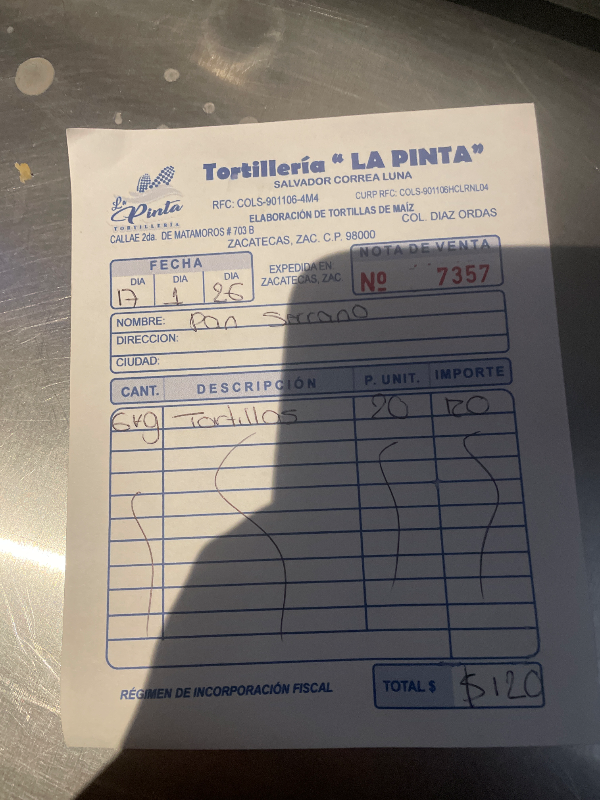 Tortillería " LA PINTA"
SALVADOR CORREA LUNA
RFC: COLS-901106-4M4 CURP RFC: COLS-901106HCLRNL04
ELABORACIÓN DE TORTILLAS DE MAÍZ
La Pinta
TORTILLERÍA
CALLAE 2da. DE MATAMOROS # 703 B COL. DIAZ ORDAS
ZACATECAS, ZAC. C.P. 98000
FECHA
DIA DIA DIA
17 1 26
EXPEDIDA EN
ZACATECAS, ZAC
NOTA DE VENTA
Nº 7357
NOMBRE: Pan Serrano
DIRECCION:
CIUDAD:
CANT. DESCRIPCIÓN P. UNIT. IMPORTE
6kg Tortillas 20 120
RÉGIMEN DE INCORPORACIÓN FISCAL
TOTAL $ $120